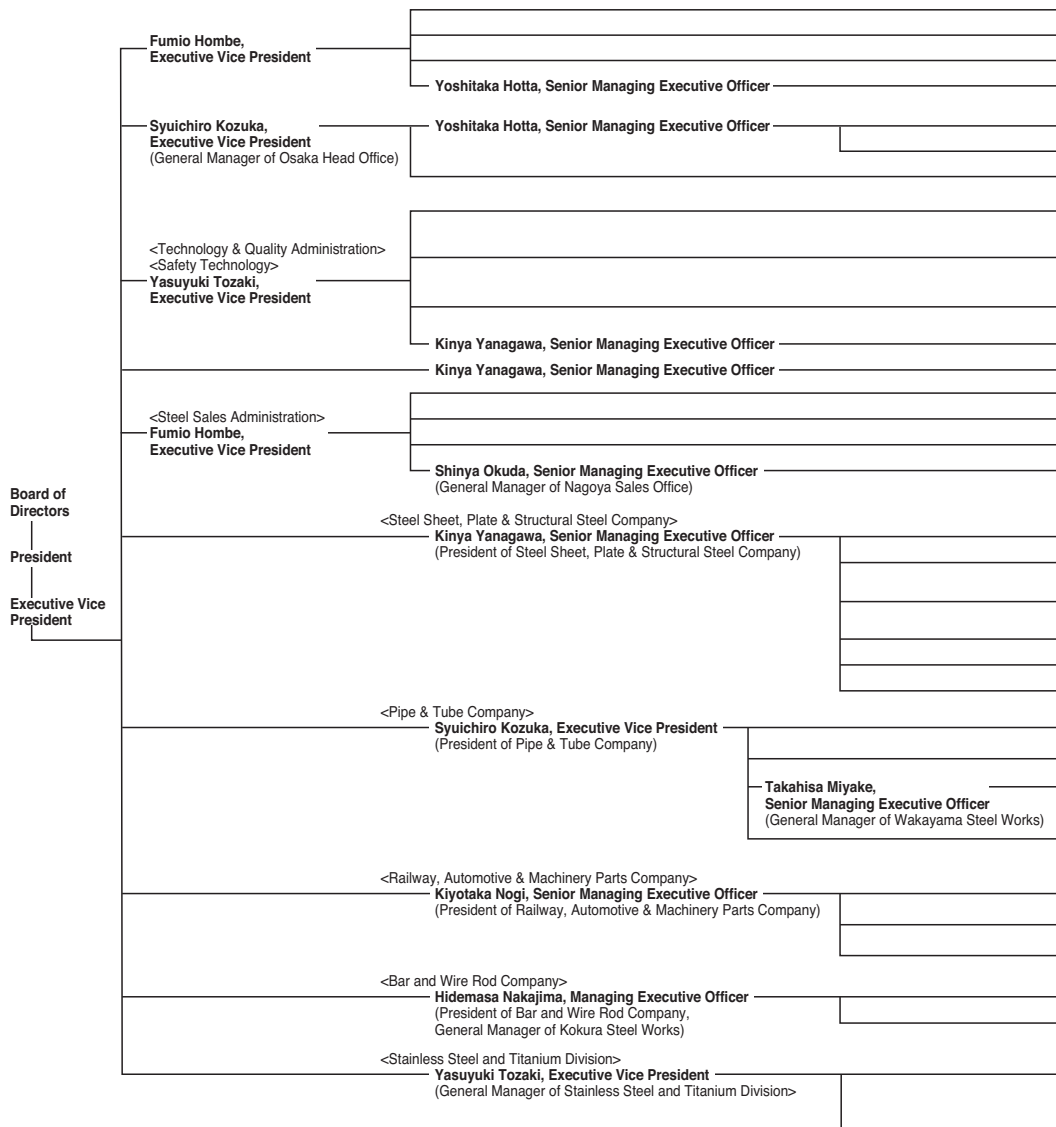 Fumio Hombe,
Executive Vice President
Yoshitaka Hotta, Senior Managing Executive Officer
Syuichiro Kozuka,
Executive Vice President
(General Manager of Osaka Head Office)
Yoshitaka Hotta, Senior Managing Executive Officer
<Technology & Quality Administration>
<Safety Technology>
Yasuyuki Tozaki,
Executive Vice President
Kinya Yanagawa, Senior Managing Executive Officer
Kinya Yanagawa, Senior Managing Executive Officer
<Steel Sales Administration>
Fumio Hombe,
Executive Vice President
Shinya Okuda, Senior Managing Executive Officer
(General Manager of Nagoya Sales Office)
Board of
Directors
President
Executive Vice
President
<Steel Sheet, Plate & Structural Steel Company>
Kinya Yanagawa, Senior Managing Executive Officer
(President of Steel Sheet, Plate & Structural Steel Company)
<Pipe & Tube Company>
Syuichiro Kozuka, Executive Vice President
(President of Pipe & Tube Company)
Takahisa Miyake,
Senior Managing Executive Officer
(General Manager of Wakayama Steel Works)
<Railway, Automotive & Machinery Parts Company>
Kiyotaka Nogi, Senior Managing Executive Officer
(President of Railway, Automotive & Machinery Parts Company)
<Bar and Wire Rod Company>
Hidemasa Nakajima, Managing Executive Officer
(President of Bar and Wire Rod Company,
General Manager of Kokura Steel Works)
<Stainless Steel and Titanium Division>
Yasuyuki Tozaki, Executive Vice President
(General Manager of Stainless Steel and Titanium Division>